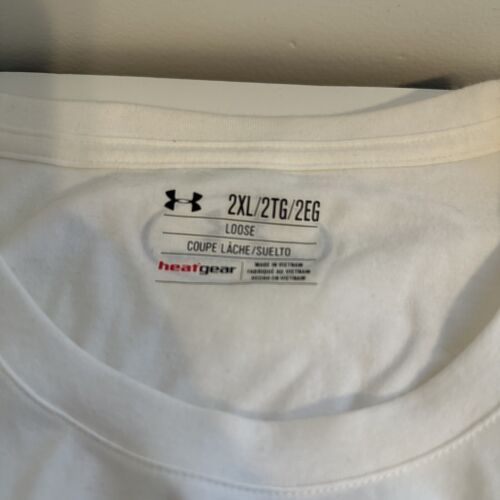 2XL/2TG/2EG
LOOSE
COUPE LÂCHE/SUELTO
heatgear
MADE IN VIETNAM
FABRIQUÉ AU VIETNAM
HECHO EN VIETNAM